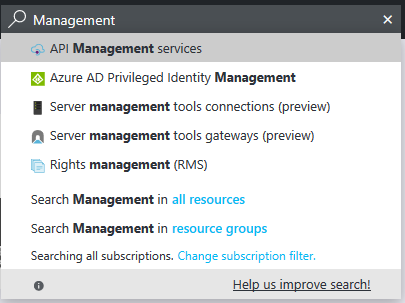 Management
API Management services
Azure AD Privileged Identity Management
Server management tools connections (preview)
Server management tools gateways (preview)
Rights management (RMS)
Search Management in all resources
Search Management in resource groups
Searching all subscriptions. Change subscription filter.
Help us improve search!